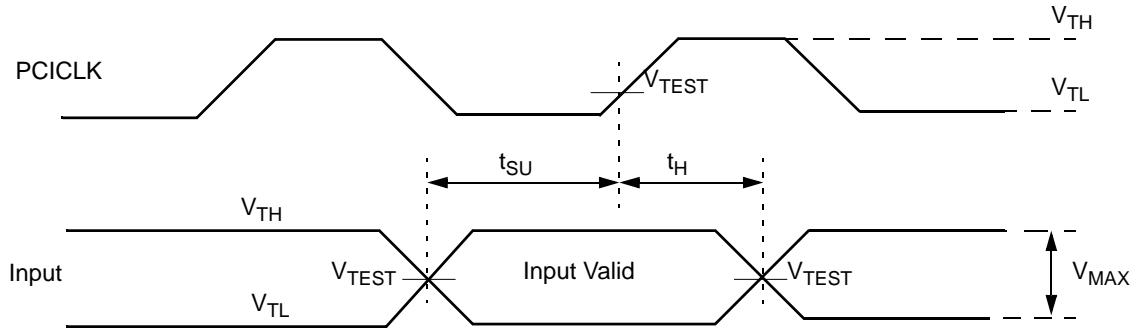 V_TH
PCICLK
V_TEST
V_TL
t_SU
t_H
V_TH
Input
V_TEST
Input Valid
V_TEST
V_MAX
V_TL